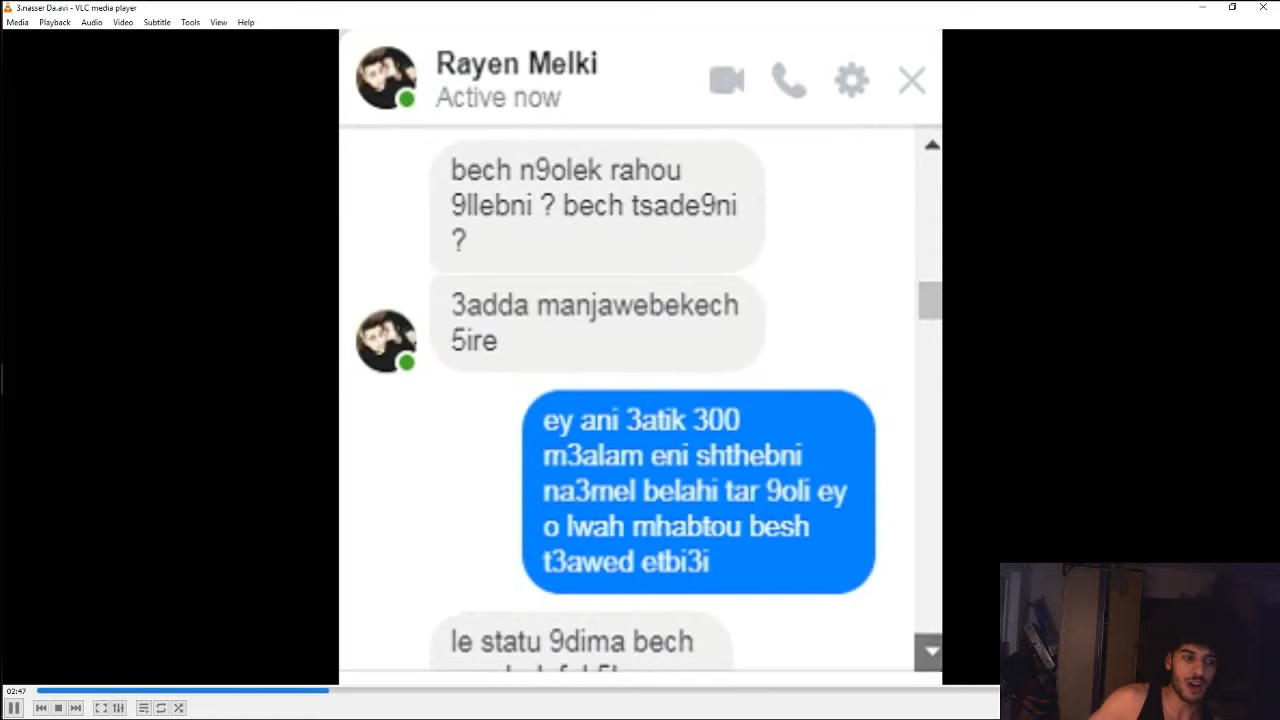 3.nasser Da.avi - VLC media player
Media Playback Audio Video Subtitle Tools View Help
Rayen Melki
Active now
bech n9olek rahou
9llebni ? bech tsade9ni
?
3adda manjawebekech
5ire
ey ani 3atik 300
m3alam eni shthebni
na3mel belahi tar 9oli ey
o lwah mhabtou besh
t3awed etbi3i
le statu 9dima bech
02:47